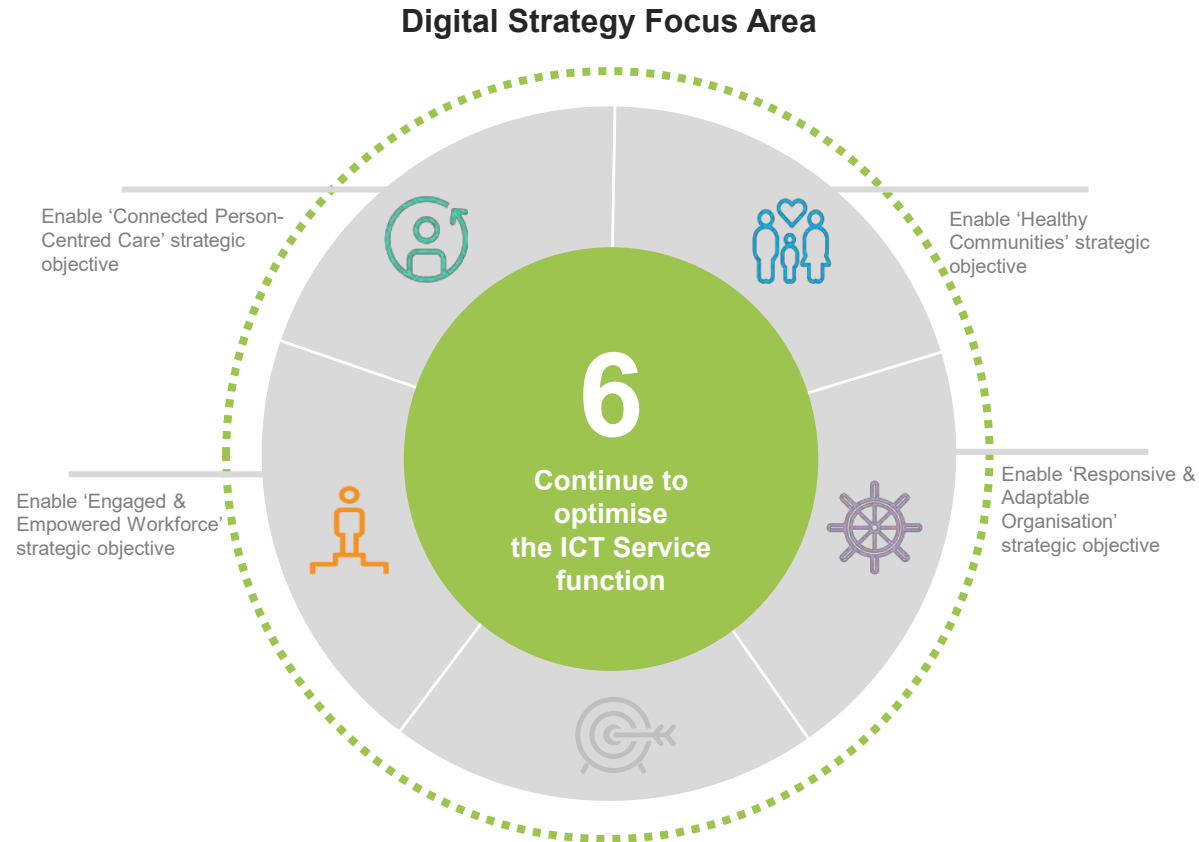 Digital Strategy Focus Area
Enable ‘Connected Person-
Centred Care’ strategic
objective
Enable ‘Healthy
Communities’ strategic
objective
6
Continue to
optimise
the ICT Service
function
Enable ‘Engaged &
Empowered Workforce’
strategic objective
Enable ‘Responsive &
Adaptable
Organisation’
strategic objective